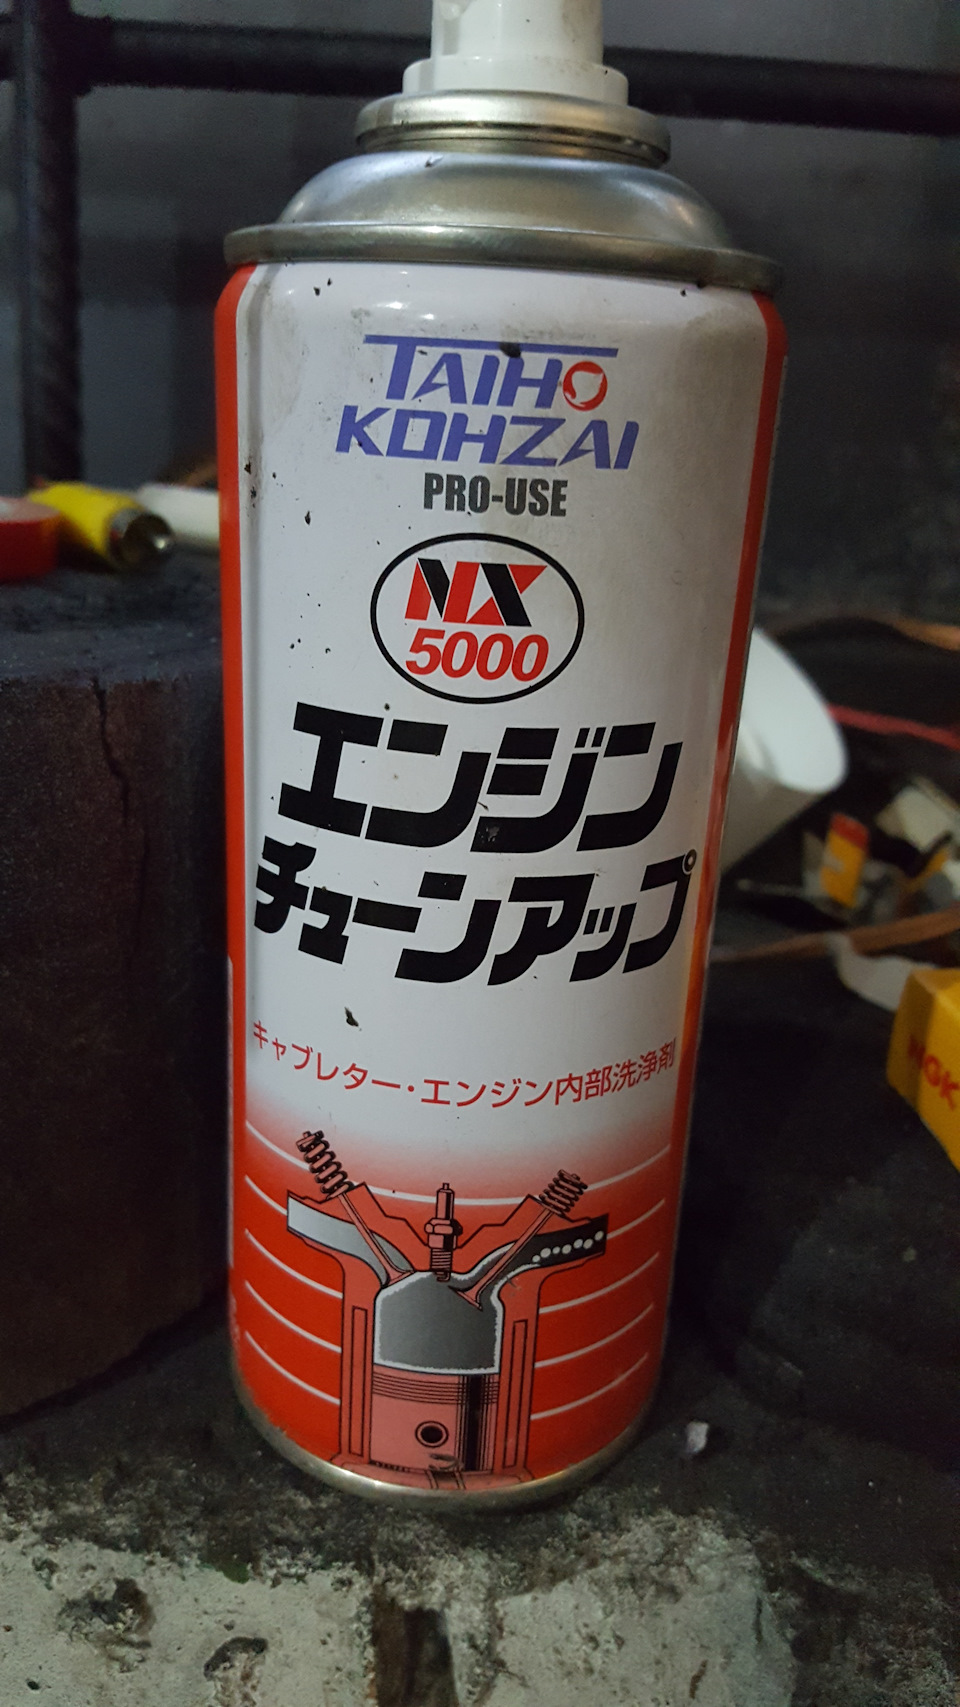 TAIHO
KOHZAI
PRO-USE
NX
5000
エンジン
チューンアップ
キャブレター・エンジン内部洗浄剤
NGK